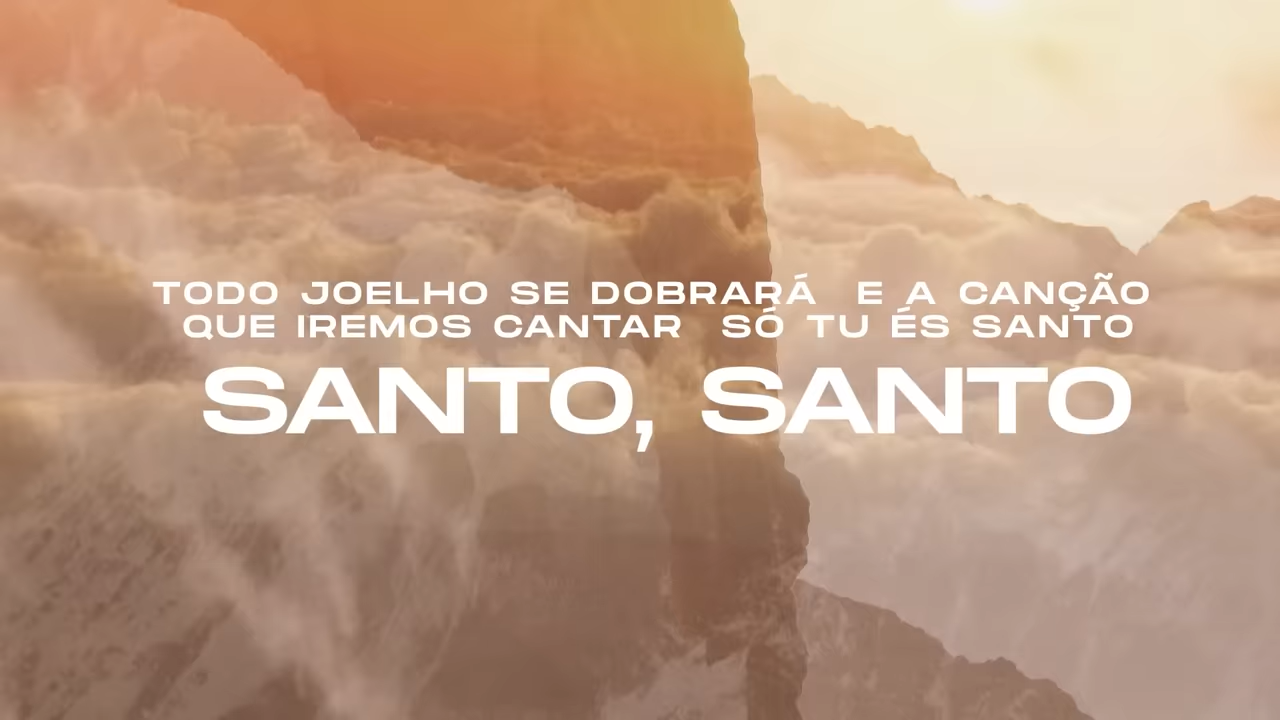 TODO JOELHO SE DOBRARÁ E A CANÇÃO
QUE IREMOS CANTAR SÓ TU ÉS SANTO
SANTO, SANTO